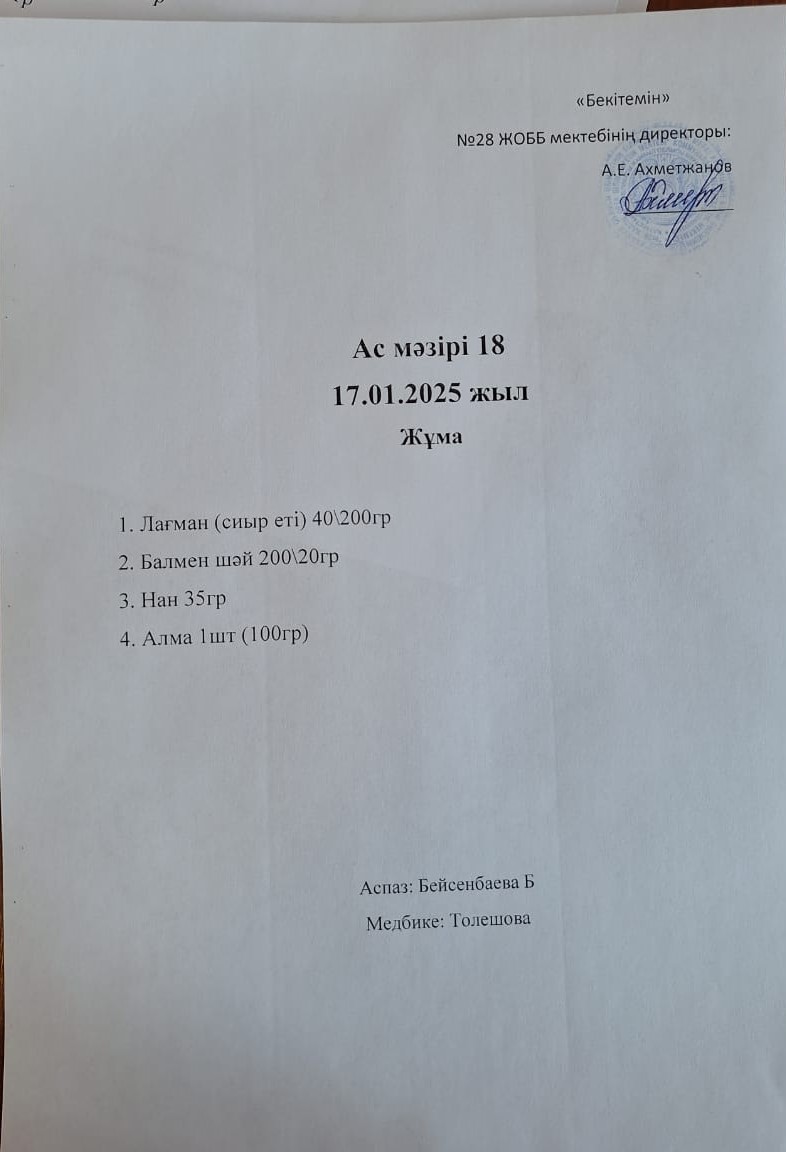 «Бекітемін»
№28 ЖОББ мектебінің директоры:
А.Е. Ахметжанов
Ас мәзірі 18
17.01.2025 жыл
Жұма
1. Лағман (сиыр еті) 40\200гр
2. Балмен шәй 200\20гр
3. Нан 35гр
4. Алма 1шт (100гр)
Аспаз: Бейсенбаева Б
Медбике: Толешова